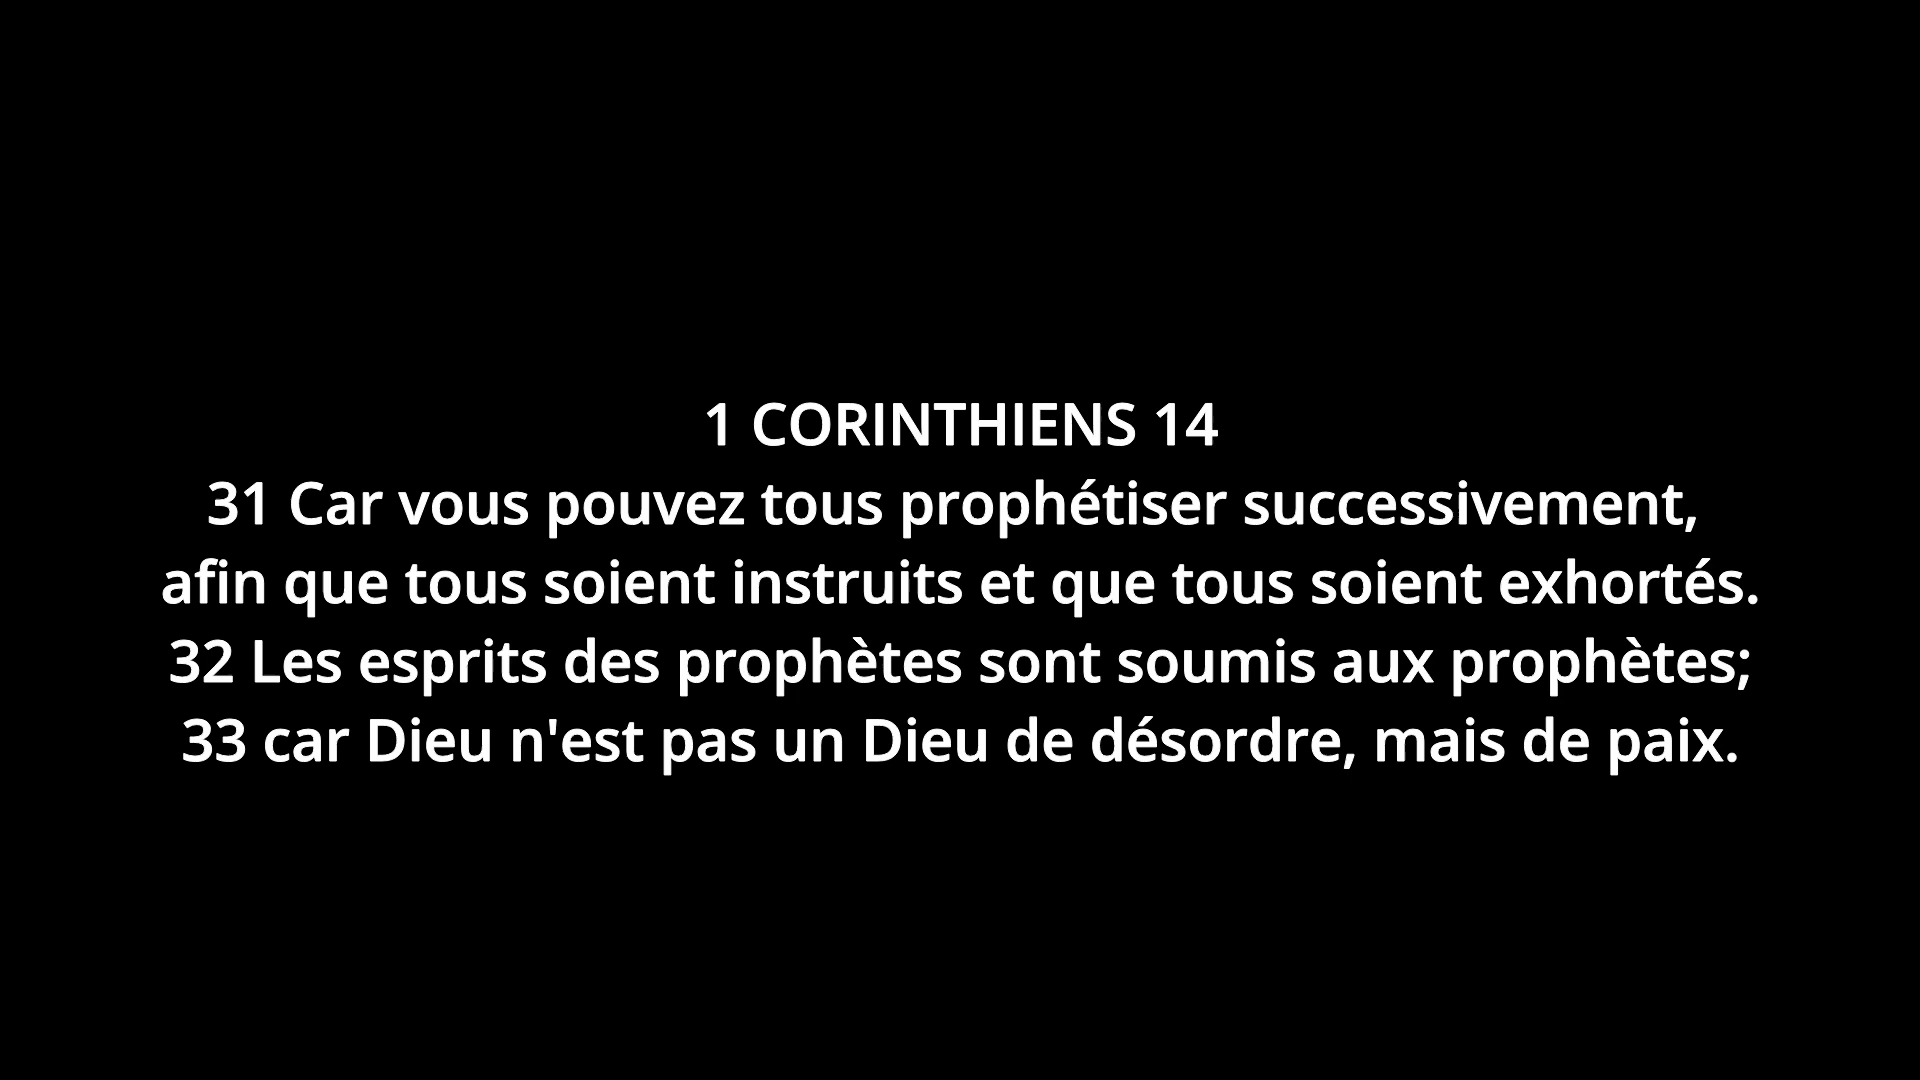 1 CORINTHIENS 14
31 Car vous pouvez tous prophétiser successivement,
afin que tous soient instruits et que tous soient exhortés.
32 Les esprits des prophètes sont soumis aux prophètes;
33 car Dieu n'est pas un Dieu de désordre, mais de paix.